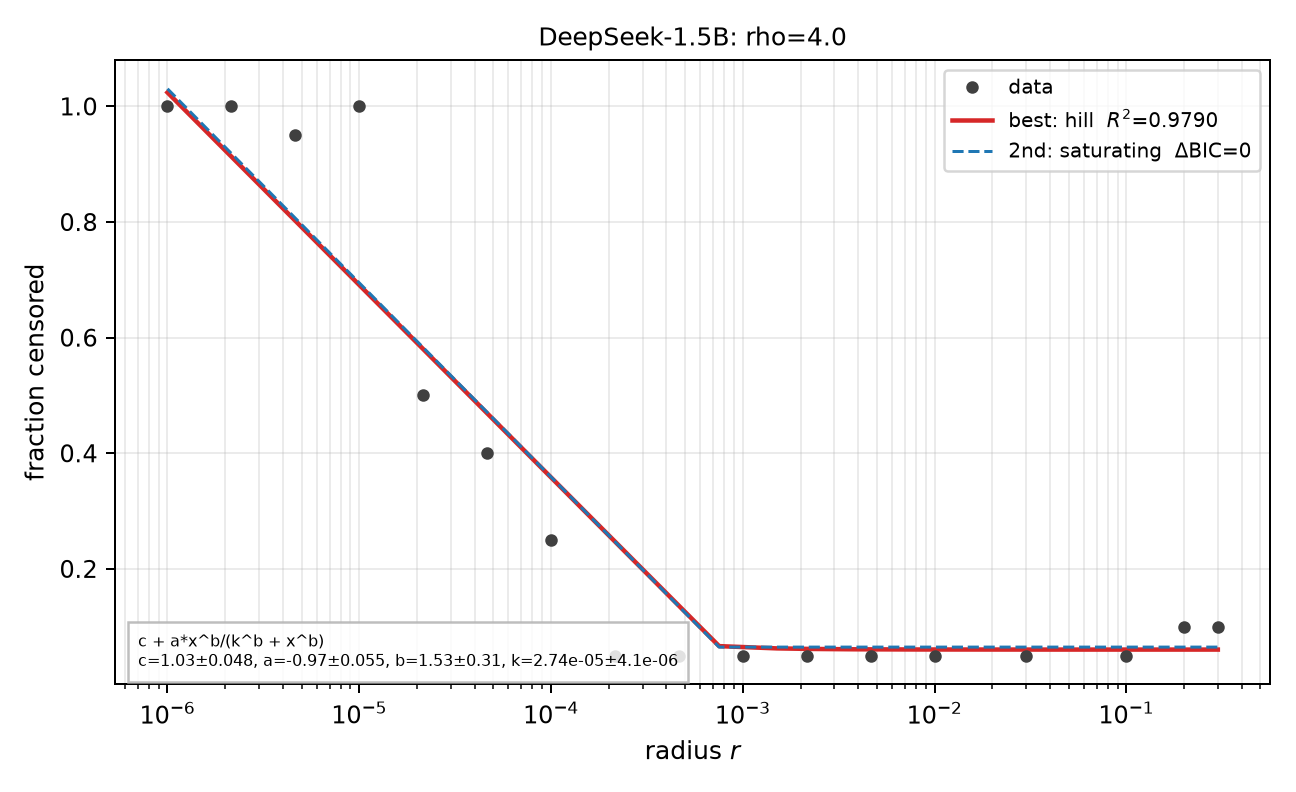 DeepSeek-1.5B: rho=4.0
data
best: hill R²=0.9790
2nd: saturating ΔBIC=0
fraction censored
1.0
0.8
0.6
0.4
0.2
c + a*x^b/(k^b + x^b)
c=1.03±0.048, a=-0.97±0.055, b=1.53±0.31, k=2.74e-05±4.1e-06
10⁻⁶ 10⁻⁵ 10⁻⁴ 10⁻³ 10⁻² 10⁻¹
radius r